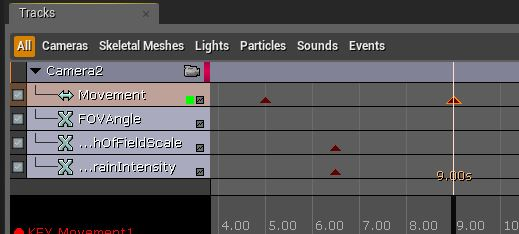 Tracks
All Cameras Skeletal Meshes Lights Particles Sounds Events
Camera2
Movement
FOVAngle
...hOfFieldScale
...rainIntensity
9.00s
4.00 5.00 6.00 7.00 8.00 9.00 10
KEY Movement1